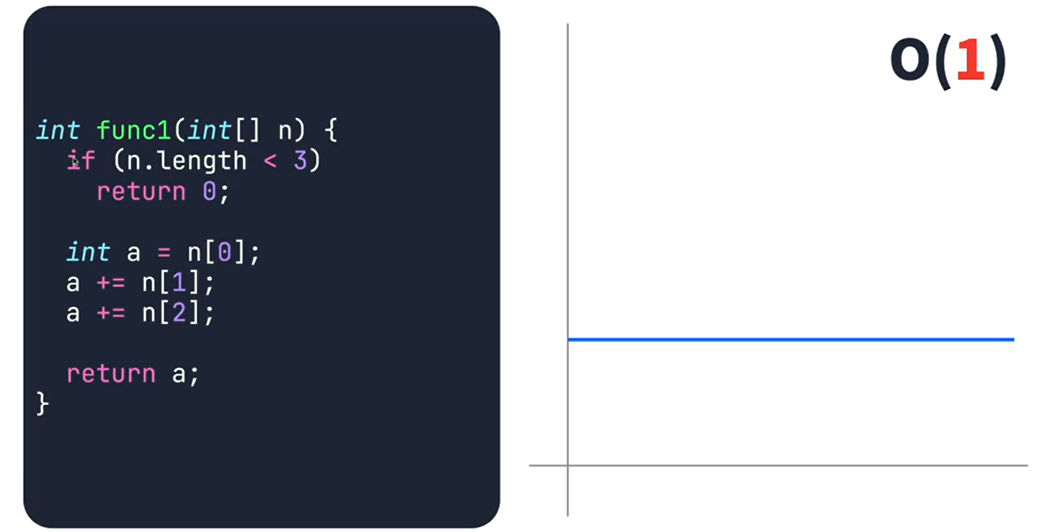 int func1(int[] n) {
  if (n.length < 3)
    return 0;

  int a = n[0];
  a += n[1];
  a += n[2];

  return a;
}
O(1)